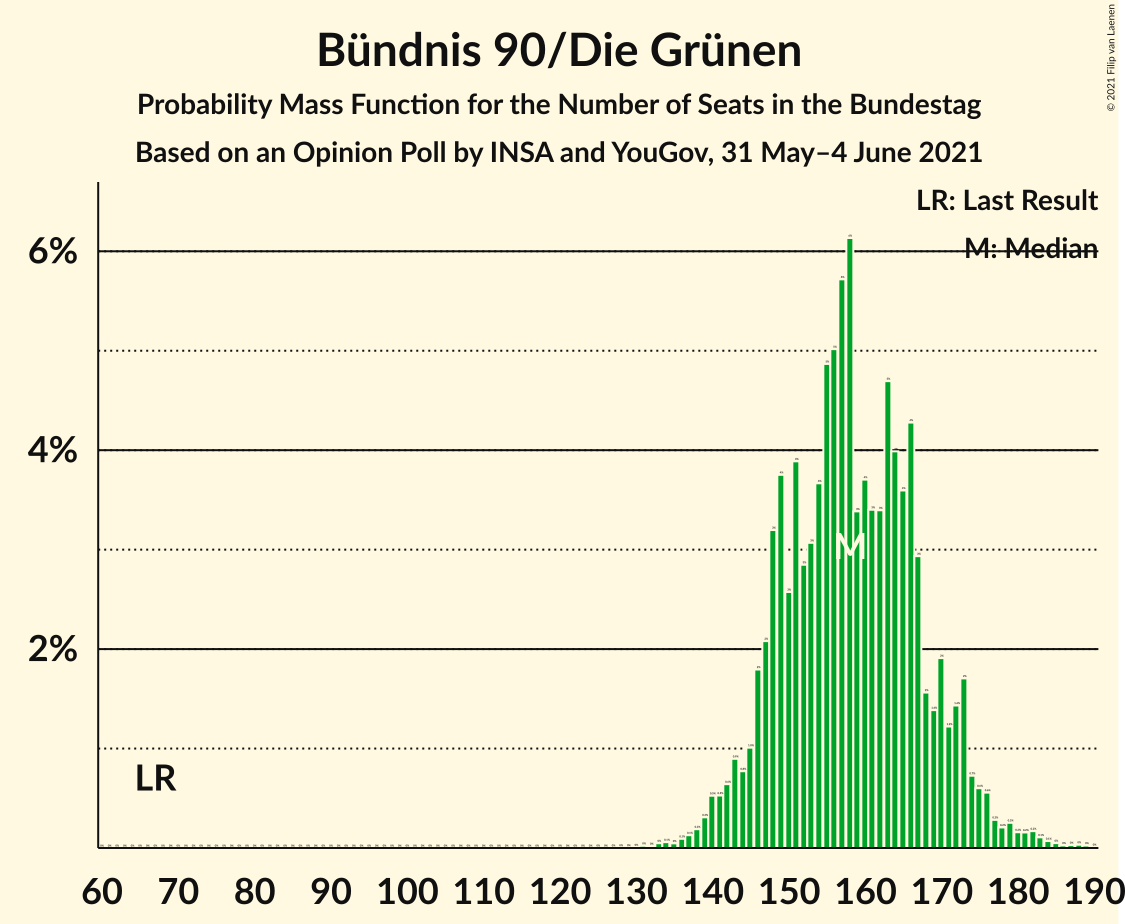 Bündnis 90/Die Grünen
Probability Mass Function for the Number of Seats in the Bundestag
Based on an Opinion Poll by INSA and YouGov, 31 May–4 June 2021
© 2021 Filip van Laenen
LR: Last Result
M: Median
6%
4%
2%
M
LR
60 70 80 90 100 110 120 130 140 150 160 170 180 190